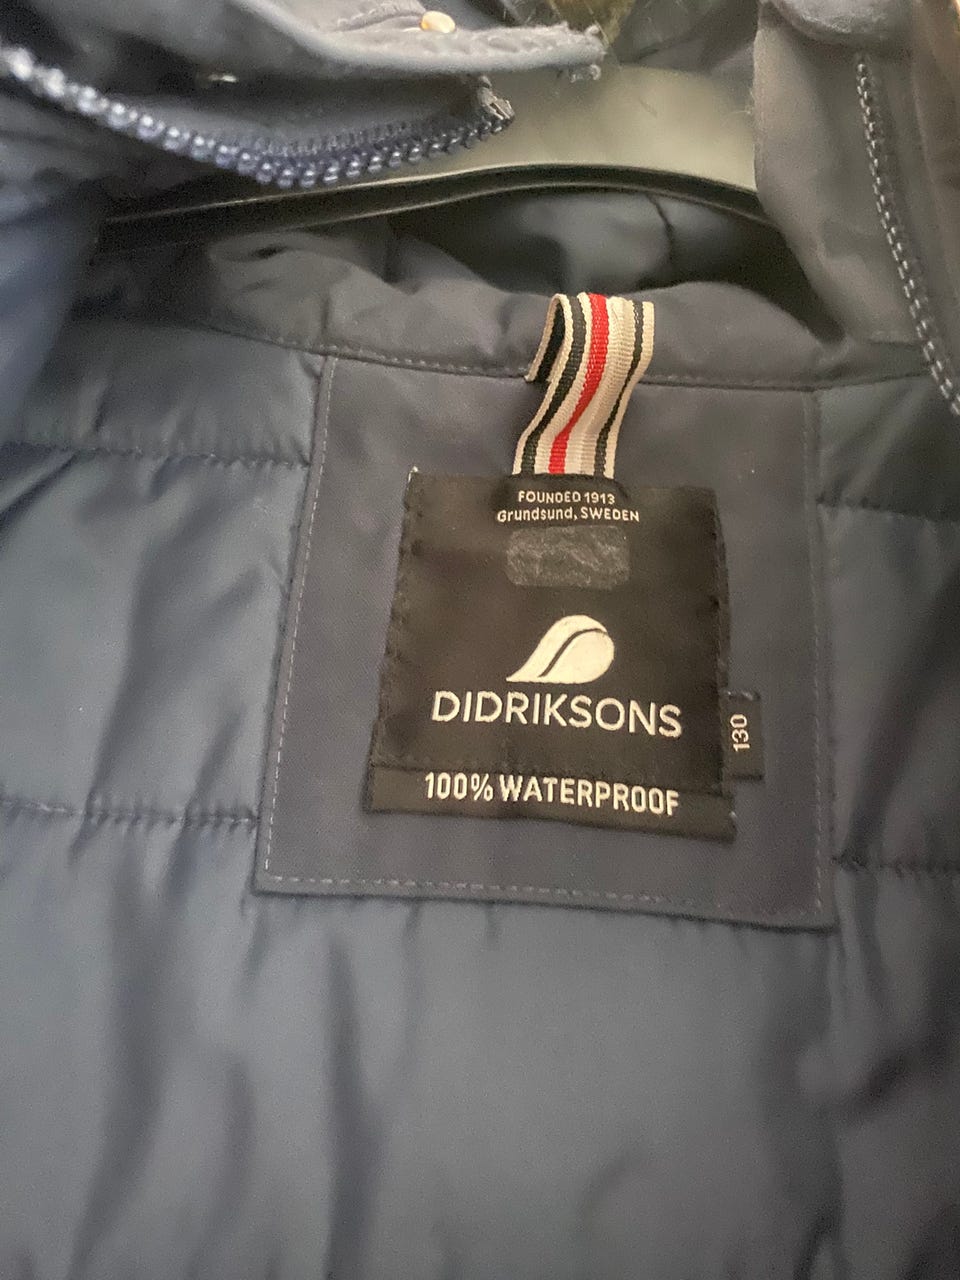 FOUNDED 1913
Grundsund, SWEDEN
DIDRIKSONS
130
100% WATERPROOF